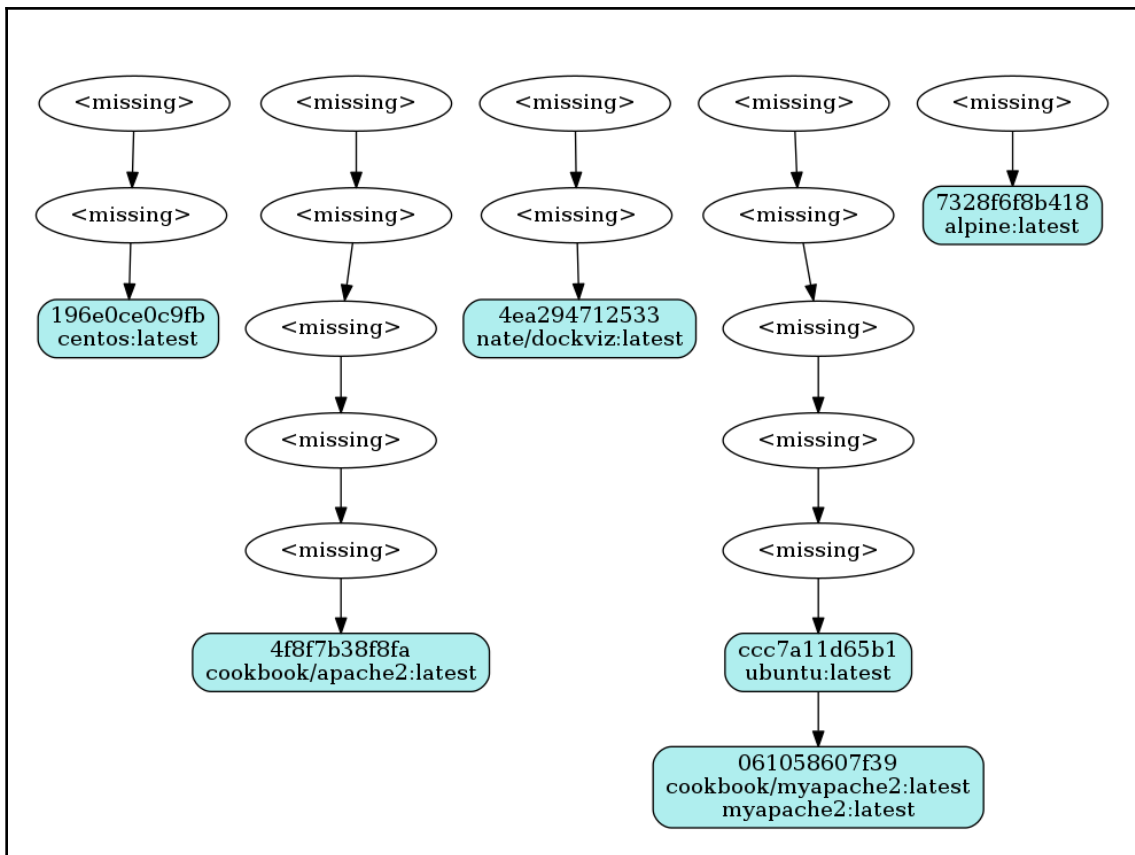 <missing>
<missing>
<missing>
<missing>
<missing>
<missing>
<missing>
<missing>
<missing>
7328f6f8b418
alpine:latest
196e0ce0c9fb
centos:latest
<missing>
4ea294712533
nate/dockviz:latest
<missing>
<missing>
<missing>
<missing>
<missing>
4f8f7b38f8fa
cookbook/apache2:latest
ccc7a11d65b1
ubuntu:latest
061058607f39
cookbook/myapache2:latest
myapache2:latest